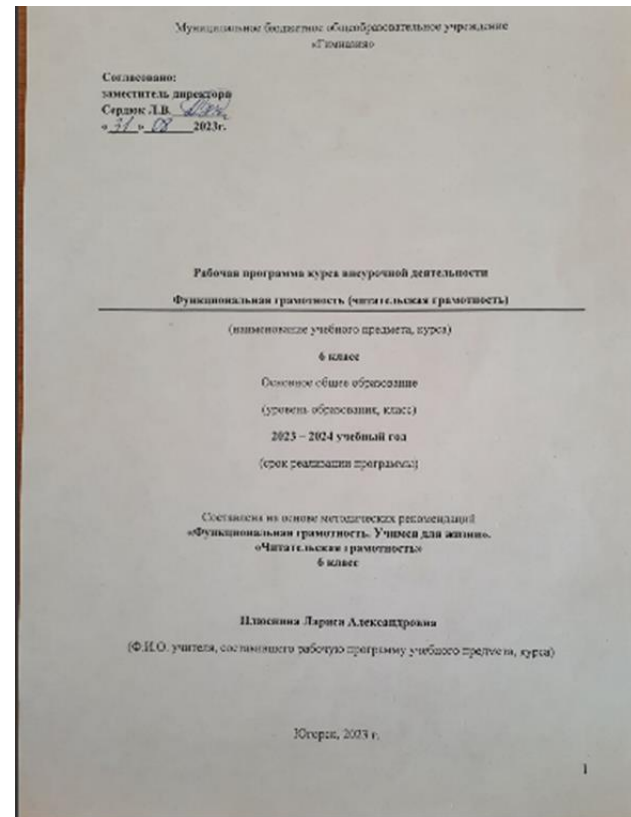 Муниципальное бюджетное общеобразовательное учреждение
«Гимназия»
Согласовано:
заместитель директора
Сердюк Л.В.
«31» 08 2023г.
Рабочая программа курса внеурочной деятельности
Функциональная грамотность (читательская грамотность)
(наименование учебного предмета, курса)
6 класс
Основное общее образование
(уровень образования, класс)
2023 – 2024 учебный год
(срок реализации программы)
Составлена на основе методических рекомендаций
«Функциональная грамотность. Учимся для жизни».
«Читательская грамотность»
6 класс
Плюснина Лариса Александровна
(Ф.И.О. учителя, составившего рабочую программу учебного предмета, курса)
Югорск, 2023 г.
1